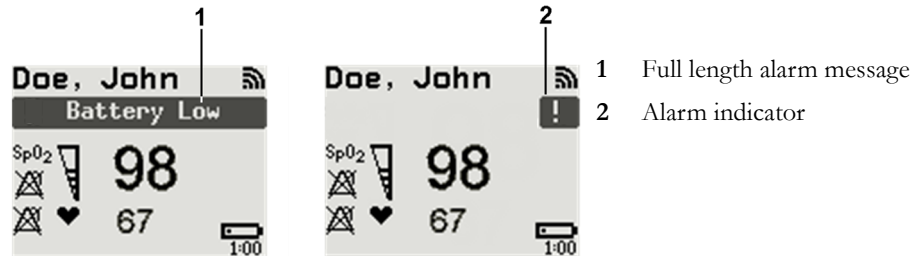 1
2
Doe, John
Battery Low
SpO₂ 98
67
1:00
Doe, John
!
SpO₂ 98
67
1:00
1 Full length alarm message
2 Alarm indicator